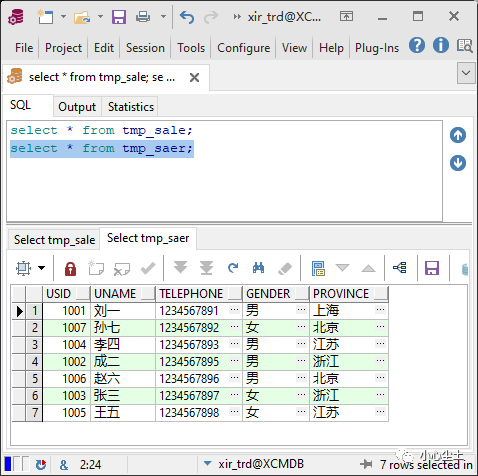 xir_trd@XC...
File Project Edit Session Tools Configure View Help Plug-Ins
select * from tmp_sale; se ...
SQL Output Statistics
select * from tmp_sale;
select * from tmp_saer;
Select tmp_sale Select tmp_saer
USID UNAME TELEPHONE GENDER PROVINCE
1 1001 刘一 1234567891 ... 男 ... 上海 ...
2 1007 孙七 1234567892 ... 女 ... 北京 ...
3 1004 李四 1234567893 ... 男 ... 江苏 ...
4 1002 成二 1234567895 ... 男 ... 浙江 ...
5 1006 赵六 1234567896 ... 男 ... 北京 ...
6 1003 张三 1234567897 ... 女 ... 浙江 ...
7 1005 王五 1234567898 ... 女 ... 江苏 ...
& 2:24 xir_trd@XCMDB 7 rows selected in